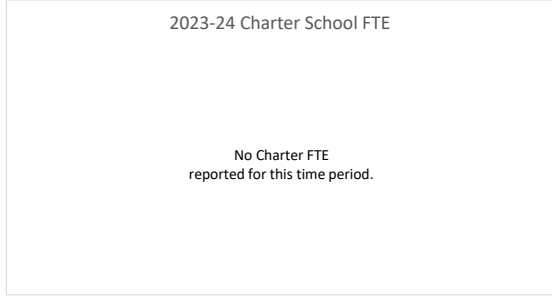 2023-24 Charter School FTE
No Charter FTE
reported for this time period.